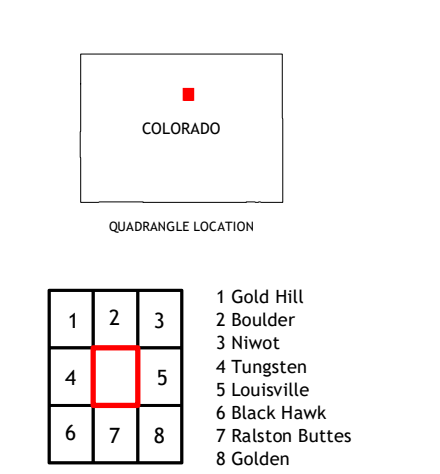 COLORADO
QUADRANGLE LOCATION
1 2 3
4 5
6 7 8
1 Gold Hill
2 Boulder
3 Niwot
4 Tungsten
5 Louisville
6 Black Hawk
7 Ralston Buttes
8 Golden